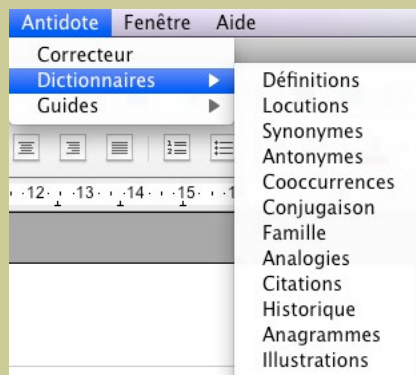 Antidote Fenêtre Aide
Correcteur
Dictionnaires
Guides
Définitions
Locutions
Synonymes
Antonymes
Cooccurrences
Conjugaison
Famille
Analogies
Citations
Historique
Anagrammes
Illustrations
·12· ·13· ·14· ·15· ·1